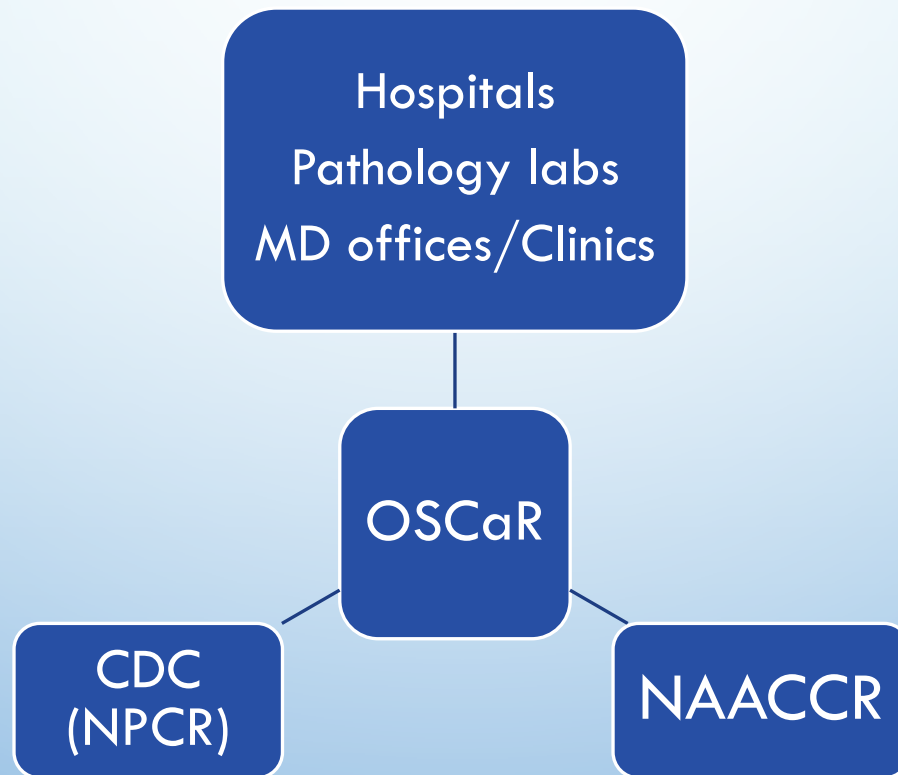 Hospitals
Pathology labs
MD offices/Clinics
OSCaR
CDC
(NPCR)
NAACCR